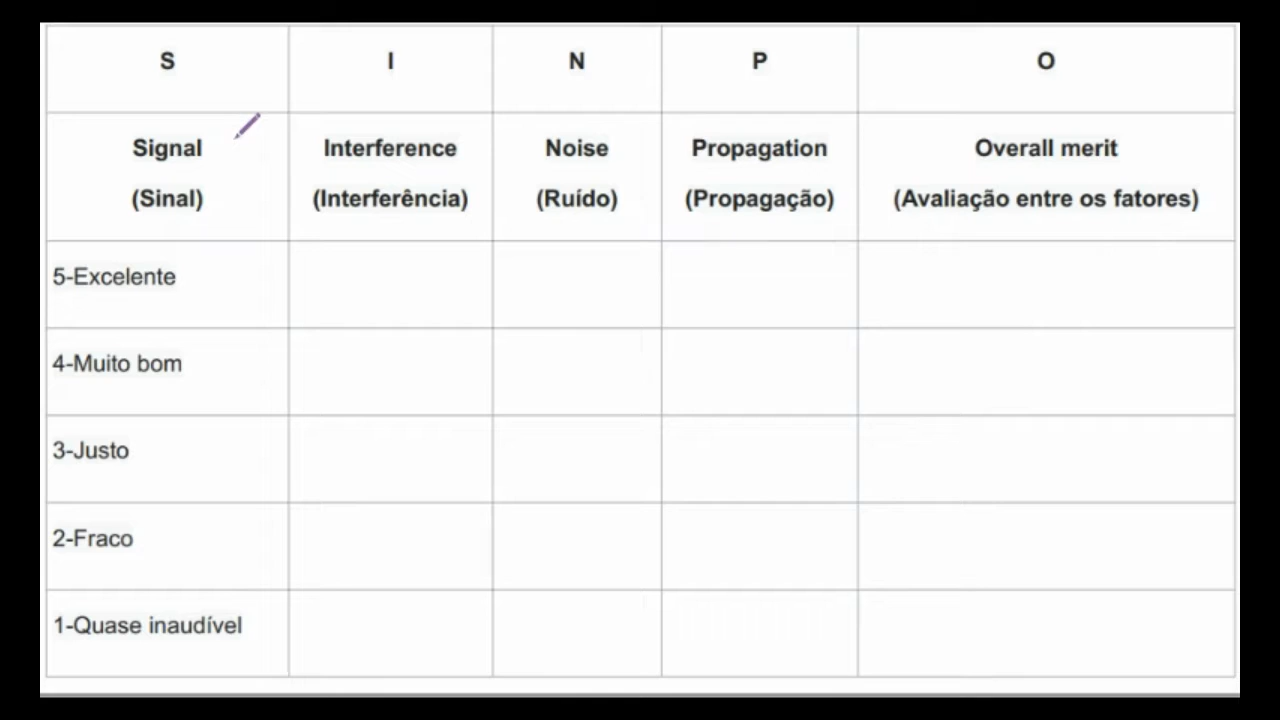 S I N P O
Signal Interference Noise Propagation Overall merit
(Sinal) (Interferência) (Ruído) (Propagação) (Avaliação entre os fatores)
5-Excelente
4-Muito bom
3-Justo
2-Fraco
1-Quase inaudível